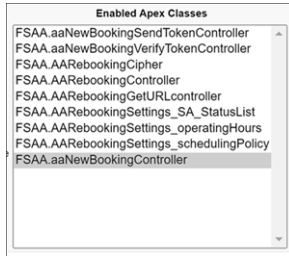 Enabled Apex Classes
FSAA.aaNewBookingSendTokenController
FSAA.aaNewBookingVerifyTokenController
FSAA.AARebookingCipher
FSAA.AARebookingController
FSAA.AARebookingGetURLcontroller
FSAA.AARebookingSettings_SA_StatusList
FSAA.AARebookingSettings_operatingHours
FSAA.AARebookingSettings_schedulingPolicy
FSAA.aaNewBookingController